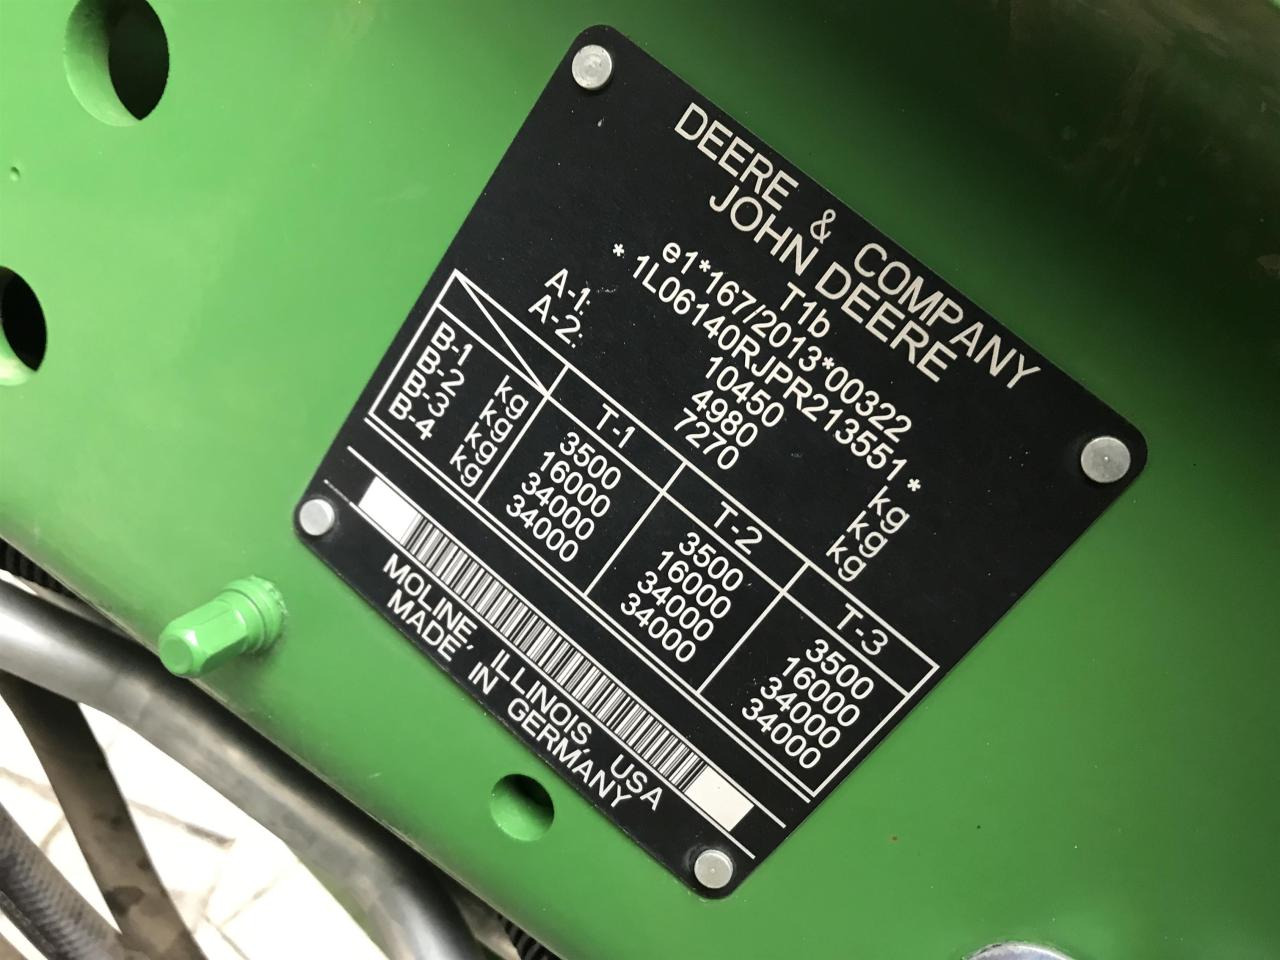 DEERE & COMPANY
JOHN DEERE
T1b
e1*167/2013*00322
* 1L06140RJPR213551 *
10450 kg
A-1: 4980 kg
A-2: 7270 kg
T-1 T-2 T-3
B-1 kg 3500 3500 3500
B-2 kg 16000 16000 16000
B-3 kg 34000 34000 34000
B-4 kg 34000 34000 34000
MOLINE, ILLINOIS, USA
MADE IN GERMANY